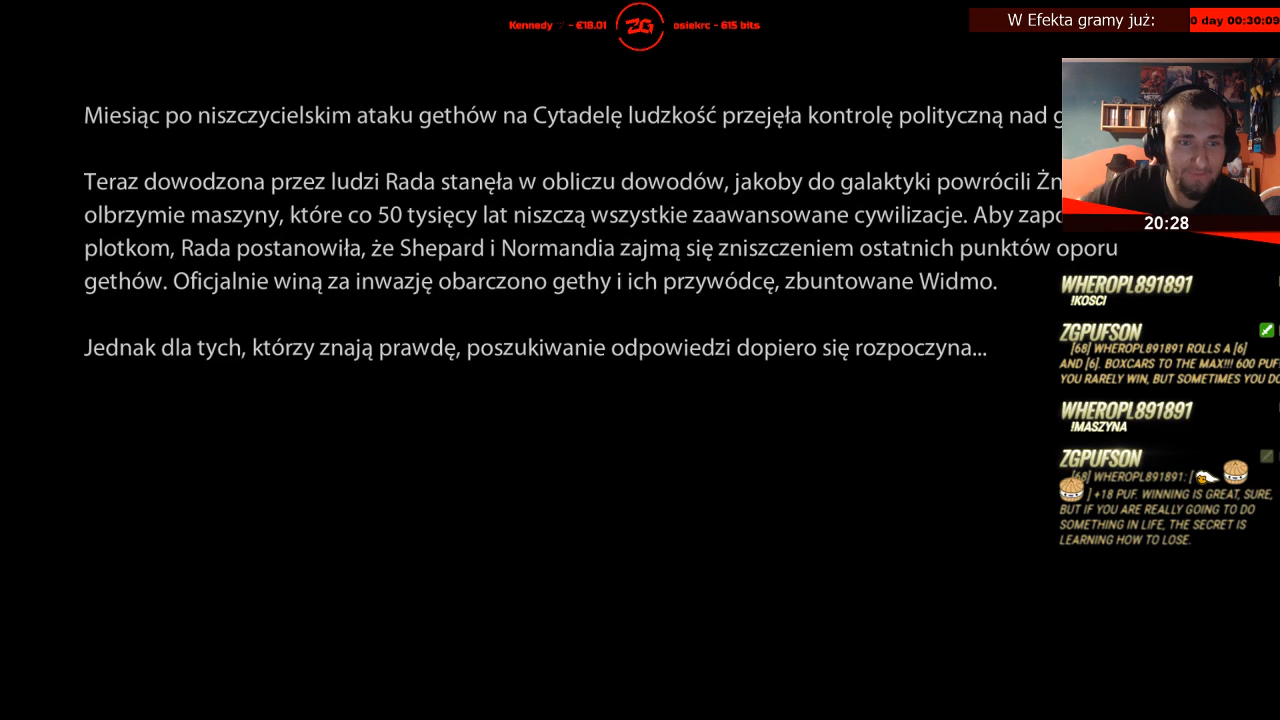 Kennedy - €18.01
ZG
osiekrc - 615 bits
W Efekta gramy już:
0 day 00:30:09
Miesiąc po niszczycielskim ataku gethów na Cytadelę ludzkość przejęła kontrolę polityczną nad g
Teraz dowodzona przez ludzi Rada stanęła w obliczu dowodów, jakoby do galaktyki powrócili Żn
olbrzymie maszyny, które co 50 tysięcy lat niszczą wszystkie zaawansowane cywilizacje. Aby zapo
plotkom, Rada postanowiła, że Shepard i Normandia zajmą się zniszczeniem ostatnich punktów oporu
gethów. Oficjalnie winą za inwazję obarczono gethy i ich przywódcę, zbuntowane Widmo.
Jednak dla tych, którzy znają prawdę, poszukiwanie odpowiedzi dopiero się rozpoczyna...
20:28
WHEROPL891891
!KOSCI
ZGPUFSON
[68] WHEROPL891891 ROLLS A [6]
AND [6]. BOXCARS TO THE MAX!!! 600 PUF
YOU RARELY WIN, BUT SOMETIMES YOU DO
WHEROPL891891
!MASZYNA
ZGPUFSON
[68] WHEROPL891891: [
] +18 PUF. WINNING IS GREAT, SURE,
BUT IF YOU ARE REALLY GOING TO DO
SOMETHING IN LIFE, THE SECRET IS
LEARNING HOW TO LOSE.